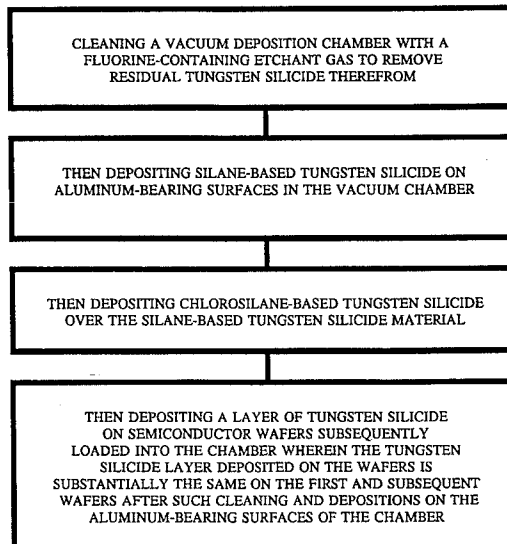 CLEANING A VACUUM DEPOSITION CHAMBER WITH A
FLUORINE-CONTAINING ETCHANT GAS TO REMOVE
RESIDUAL TUNGSTEN SILICIDE THEREFROM
THEN DEPOSITING SILANE-BASED TUNGSTEN SILICIDE ON
ALUMINUM-BEARING SURFACES IN THE VACUUM CHAMBER
THEN DEPOSITING CHLOROSILANE-BASED TUNGSTEN SILICIDE
OVER THE SILANE-BASED TUNGSTEN SILICIDE MATERIAL
THEN DEPOSITING A LAYER OF TUNGSTEN SILICIDE
ON SEMICONDUCTOR WAFERS SUBSEQUENTLY
LOADED INTO THE CHAMBER WHEREIN THE TUNGSTEN
SILICIDE LAYER DEPOSITED ON THE WAFERS IS
SUBSTANTIALLY THE SAME ON THE FIRST AND SUBSEQUENT
WAFERS AFTER SUCH CLEANING AND DEPOSITIONS ON THE
ALUMINUM-BEARING SURFACES OF THE CHAMBER